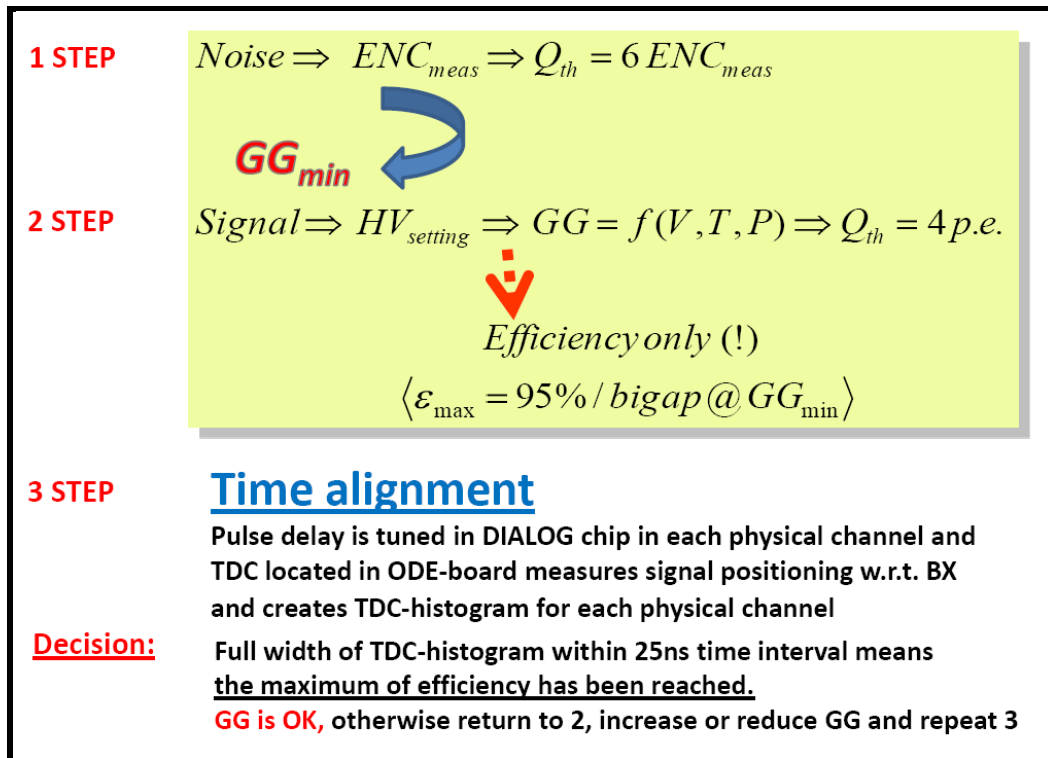 1 STEP Noise ⇒ ENC_meas ⇒ Q_th = 6 ENC_meas
GG_min
2 STEP Signal ⇒ HV_setting ⇒ GG = f(V,T,P) ⇒ Q_th = 4 p.e.
Efficiency only (!)
⟨ε_max = 95% / bigap @ GG_min⟩
3 STEP Time alignment
Pulse delay is tuned in DIALOG chip in each physical channel and
TDC located in ODE-board measures signal positioning w.r.t. BX
and creates TDC-histogram for each physical channel
Decision: Full width of TDC-histogram within 25ns time interval means
the maximum of efficiency has been reached.
GG is OK, otherwise return to 2, increase or reduce GG and repeat 3